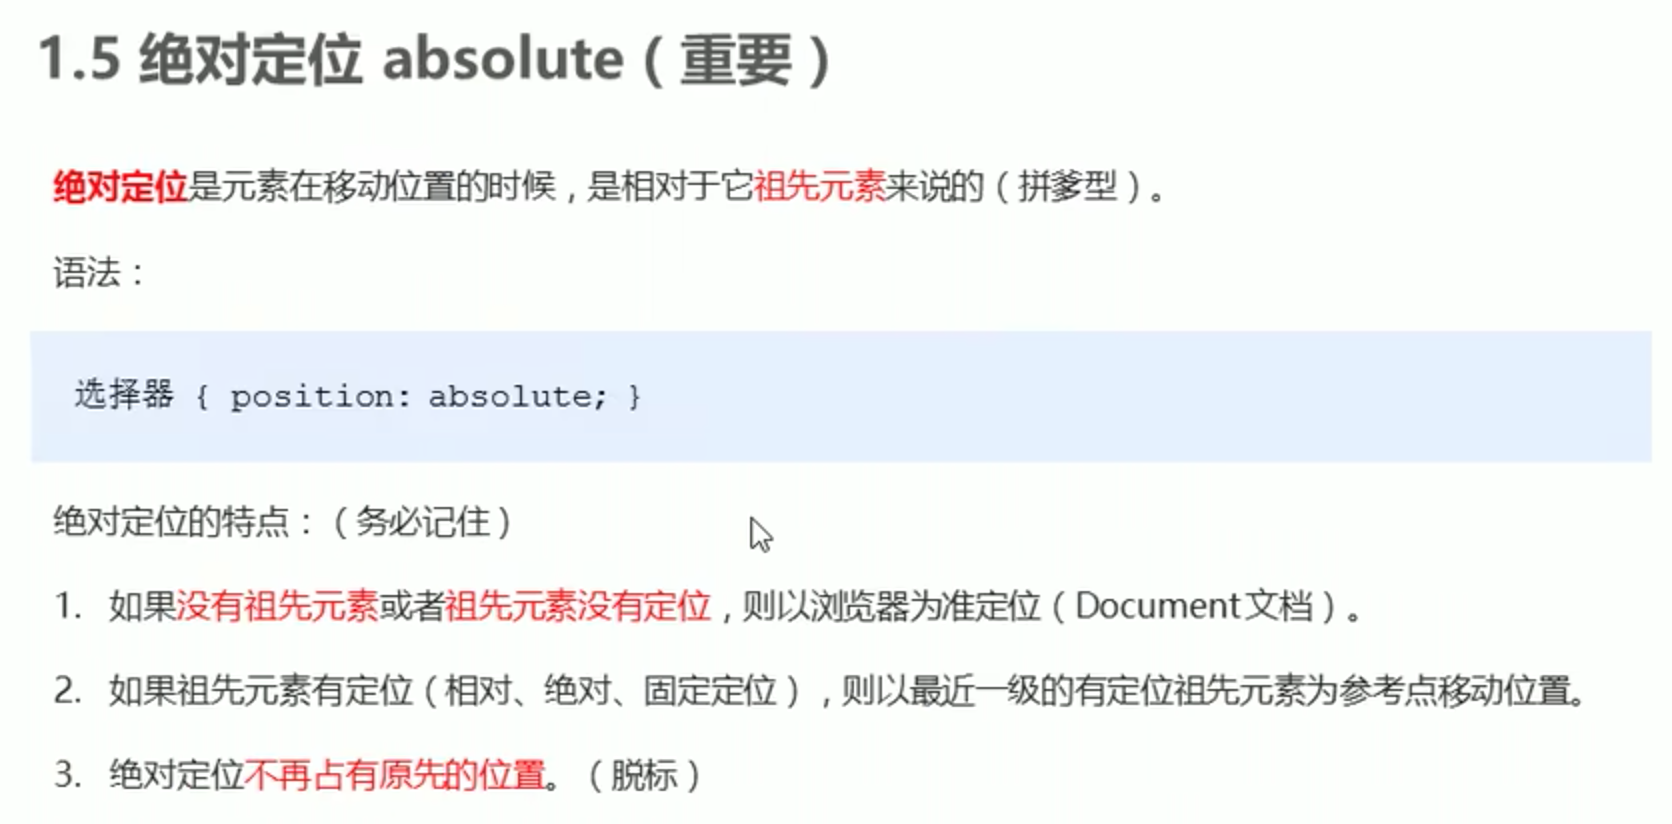 1.5 绝对定位 absolute（重要）
绝对定位是元素在移动位置的时候，是相对于它祖先元素来说的（拼爹型）。
语法：
选择器 { position: absolute; }
绝对定位的特点：（务必记住）
1. 如果没有祖先元素或者祖先元素没有定位，则以浏览器为准定位（Document文档）。
2. 如果祖先元素有定位（相对、绝对、固定定位），则以最近一级的有定位祖先元素为参考点移动位置。
3. 绝对定位不再占有原先的位置。（脱标）